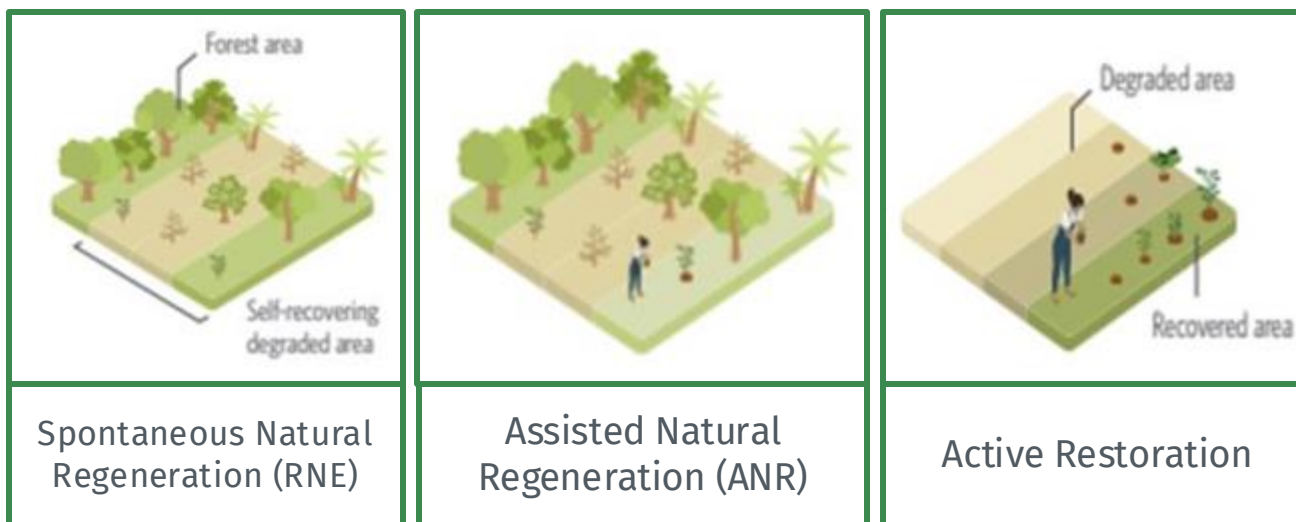 Forest area
Self-recovering
degraded area
Spontaneous Natural
Regeneration (RNE)
Assisted Natural
Regeneration (ANR)
Degraded area
Recovered area
Active Restoration